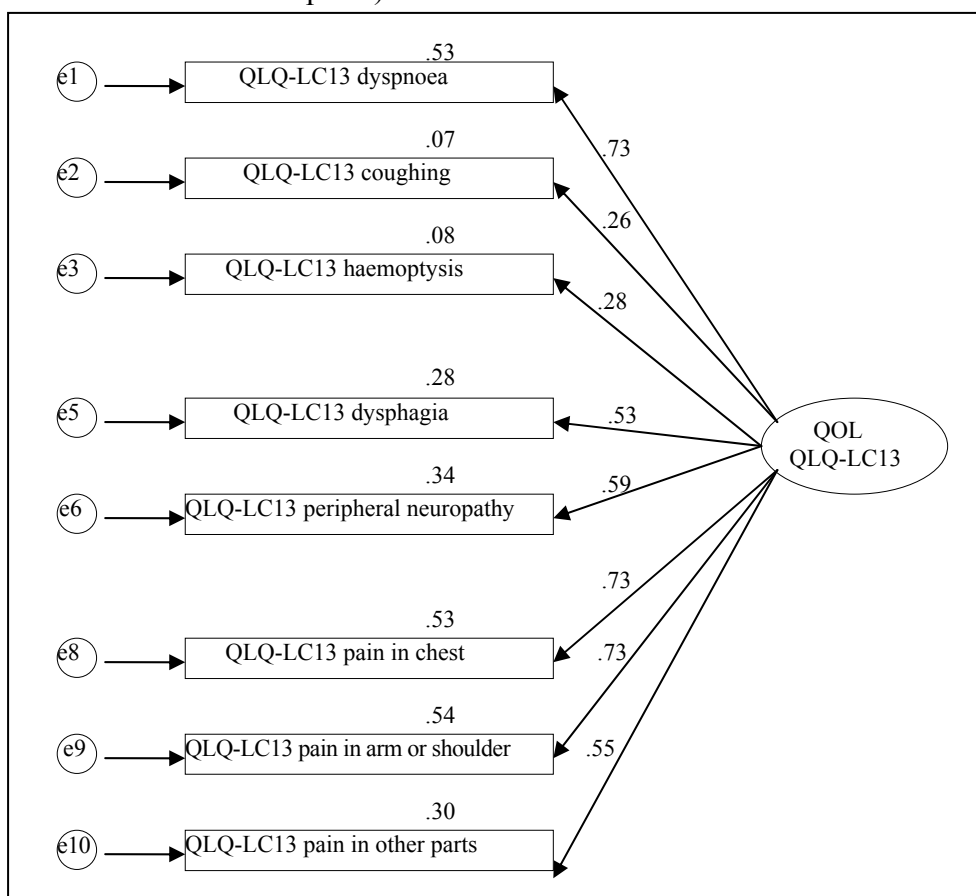 .53
e1
QLQ-LC13 dyspnoea
.07
.73
e2
QLQ-LC13 coughing
.26
.08
e3
QLQ-LC13 haemoptysis
.28
.28
e5
QLQ-LC13 dysphagia
.53
QOL
QLQ-LC13
.34
.59
e6
QLQ-LC13 peripheral neuropathy
.73
.53
e8
QLQ-LC13 pain in chest
.73
.54
e9
QLQ-LC13 pain in arm or shoulder
.55
.30
e10
QLQ-LC13 pain in other parts